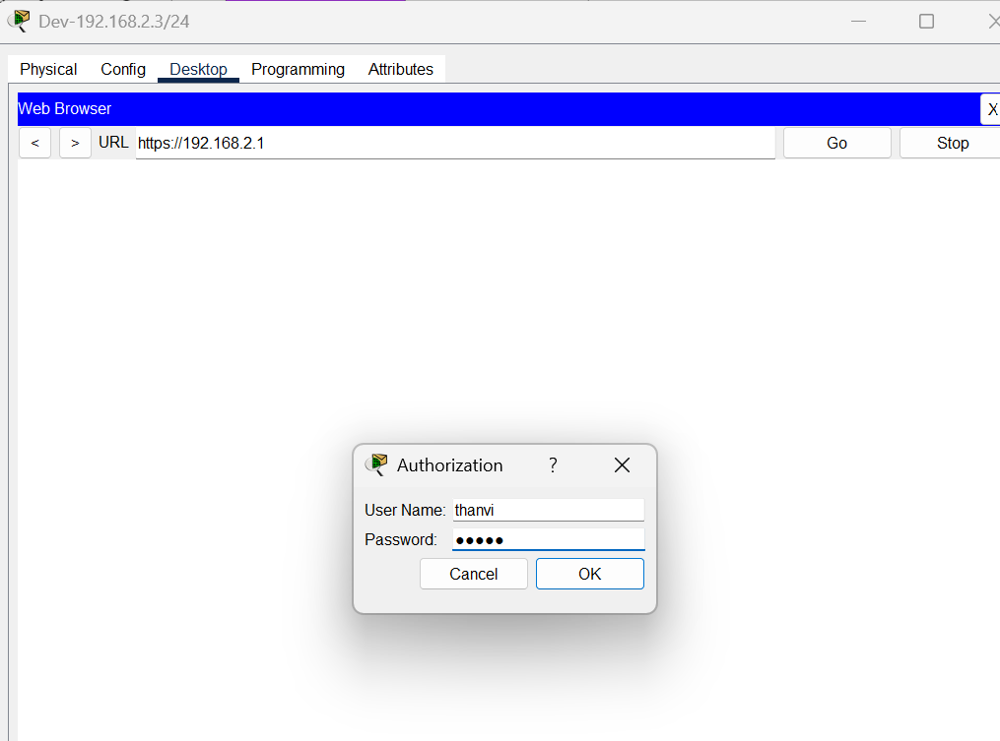 Dev-192.168.2.3/24
Physical Config Desktop Programming Attributes
Web Browser X
< > URL https://192.168.2.1 Go Stop
Authorization ?
User Name: thanvi
Password: ●●●●●
Cancel OK